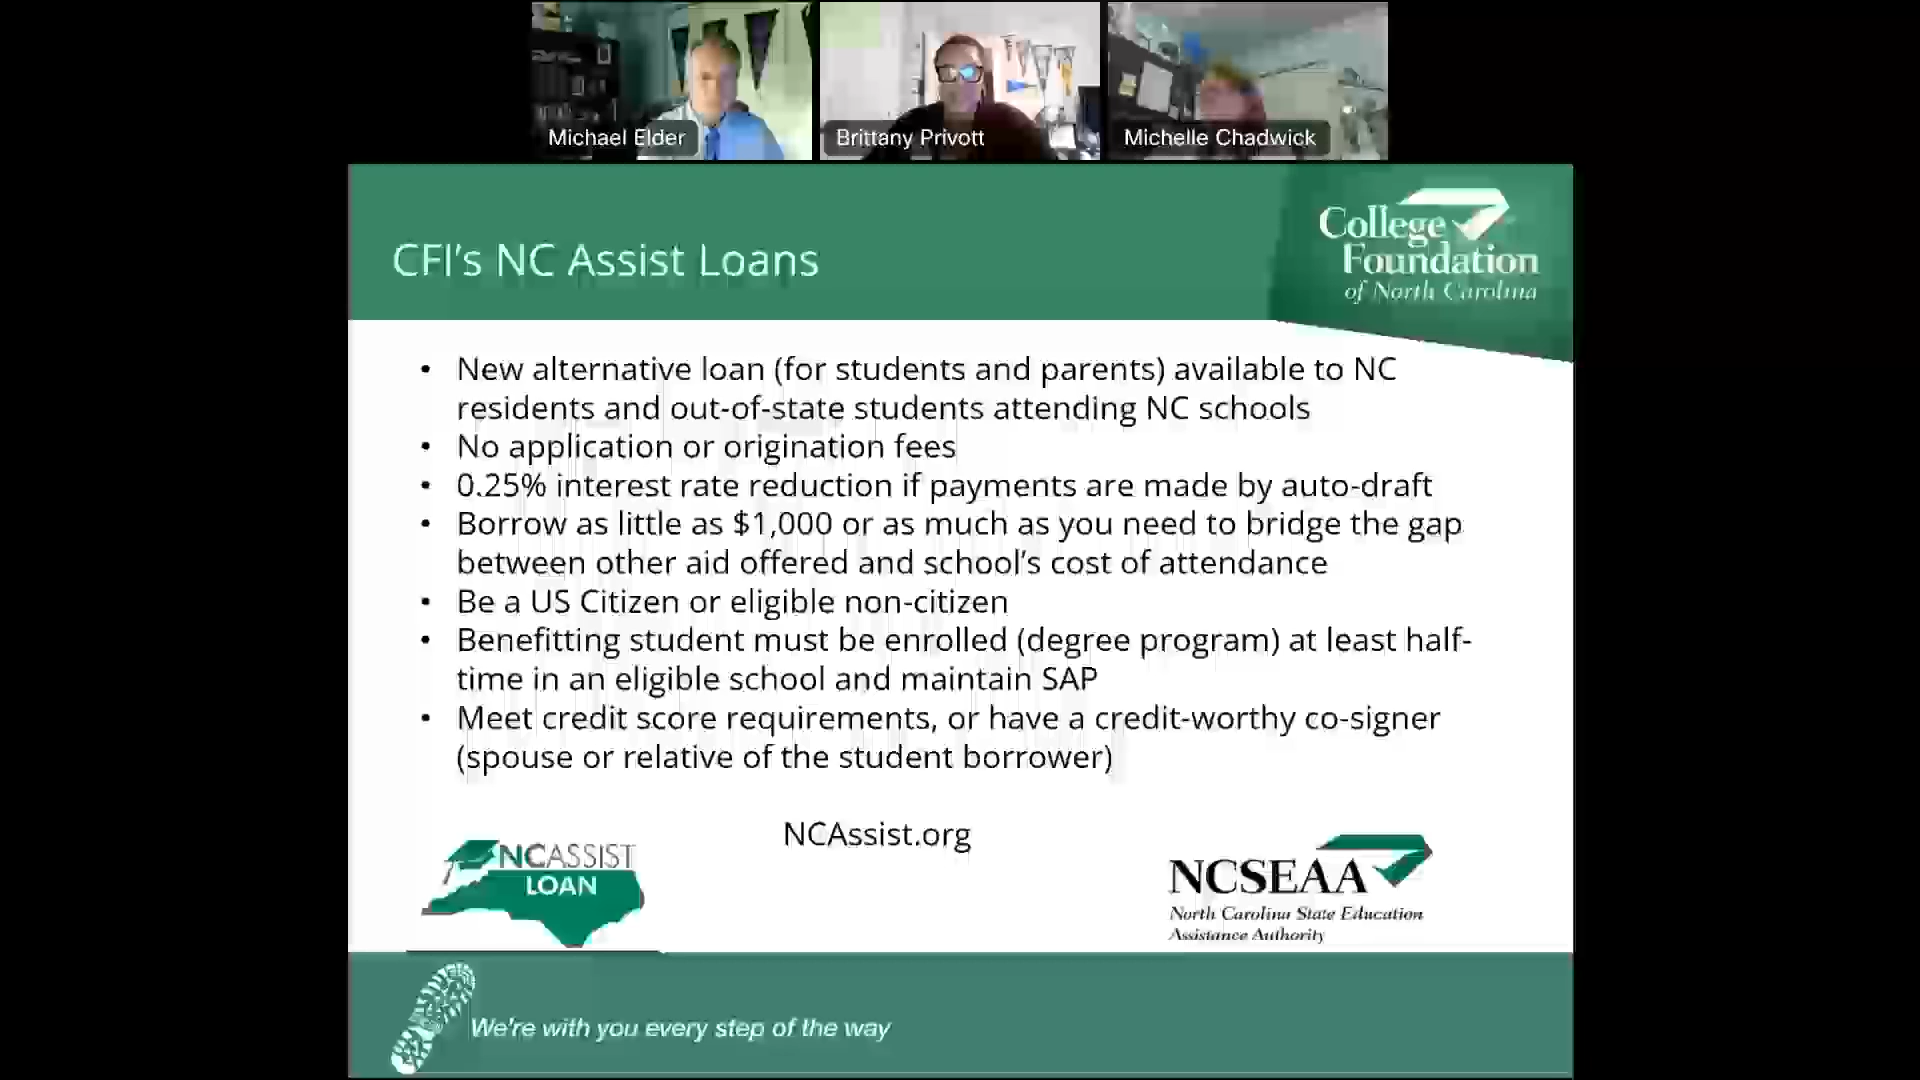 Michael Elder
Brittany Privott
Michelle Chadwick
CFI's NC Assist Loans
College
Foundation
of North Carolina
• New alternative loan (for students and parents) available to NC
residents and out-of-state students attending NC schools
• No application or origination fees
• 0.25% interest rate reduction if payments are made by auto-draft
• Borrow as little as $1,000 or as much as you need to bridge the gap
between other aid offered and school's cost of attendance
• Be a US Citizen or eligible non-citizen
• Benefitting student must be enrolled (degree program) at least half-
time in an eligible school and maintain SAP
• Meet credit score requirements, or have a credit-worthy co-signer
(spouse or relative of the student borrower)
NCAssist.org
NCASSIST
LOAN
NCSEAA
North Carolina State Education
Assistance Authority
We're with you every step of the way